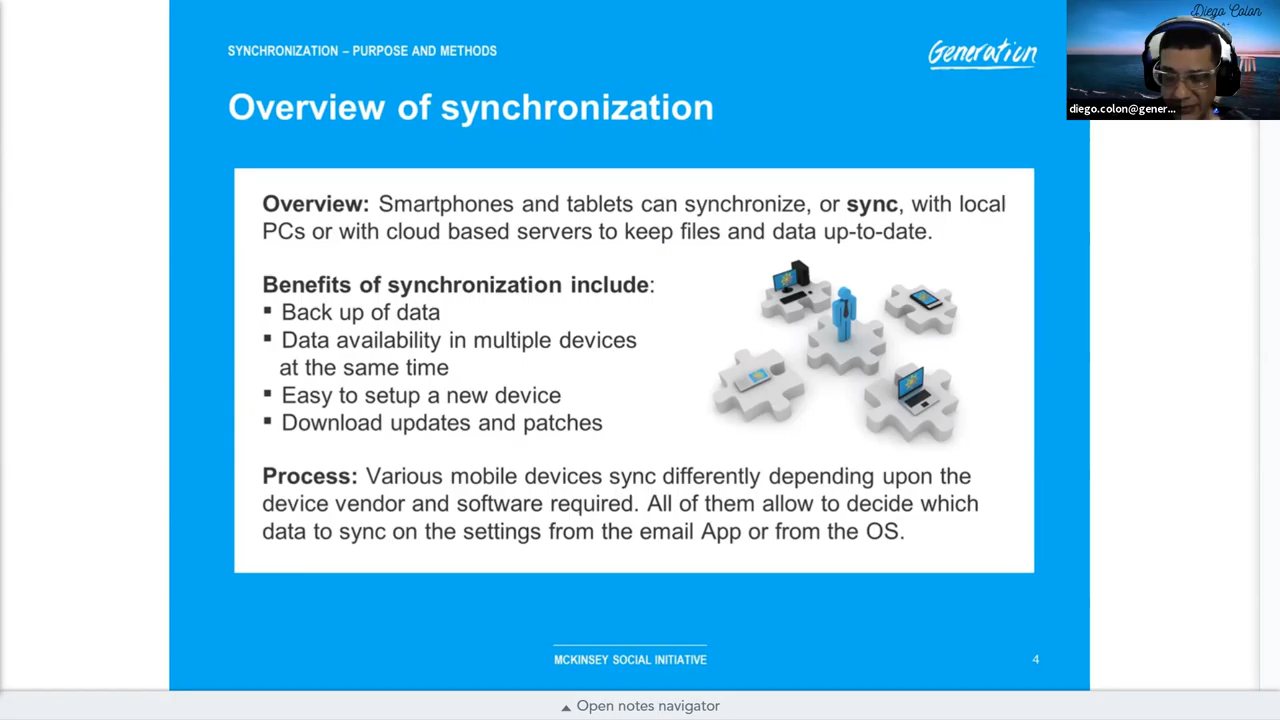 SYNCHRONIZATION – PURPOSE AND METHODS
Generation
Diego Colon
diego.colon@gener...
Overview of synchronization
Overview: Smartphones and tablets can synchronize, or sync, with local
PCs or with cloud based servers to keep files and data up-to-date.
Benefits of synchronization include:
▪ Back up of data
▪ Data availability in multiple devices
at the same time
▪ Easy to setup a new device
▪ Download updates and patches
Process: Various mobile devices sync differently depending upon the
device vendor and software required. All of them allow to decide which
data to sync on the settings from the email App or from the OS.
MCKINSEY SOCIAL INITIATIVE
4
Open notes navigator